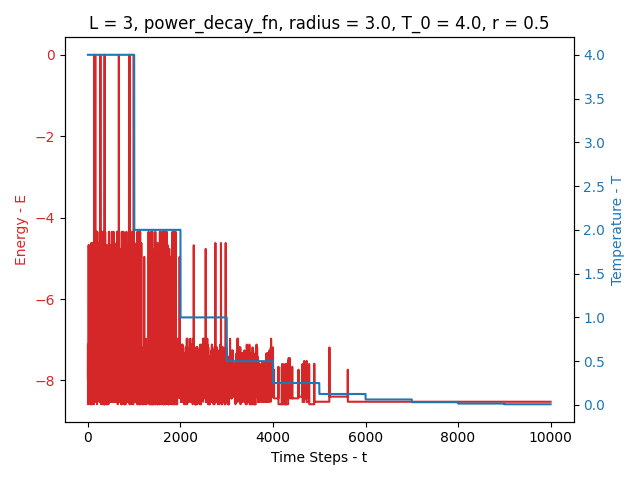 L = 3, power_decay_fn, radius = 3.0, T_0 = 4.0, r = 0.5
Energy - E
0
−2
−4
−6
−8
4.0
3.5
3.0
2.5
2.0
1.5
1.0
0.5
0.0
Temperature - T
0 2000 4000 6000 8000 10000
Time Steps - t